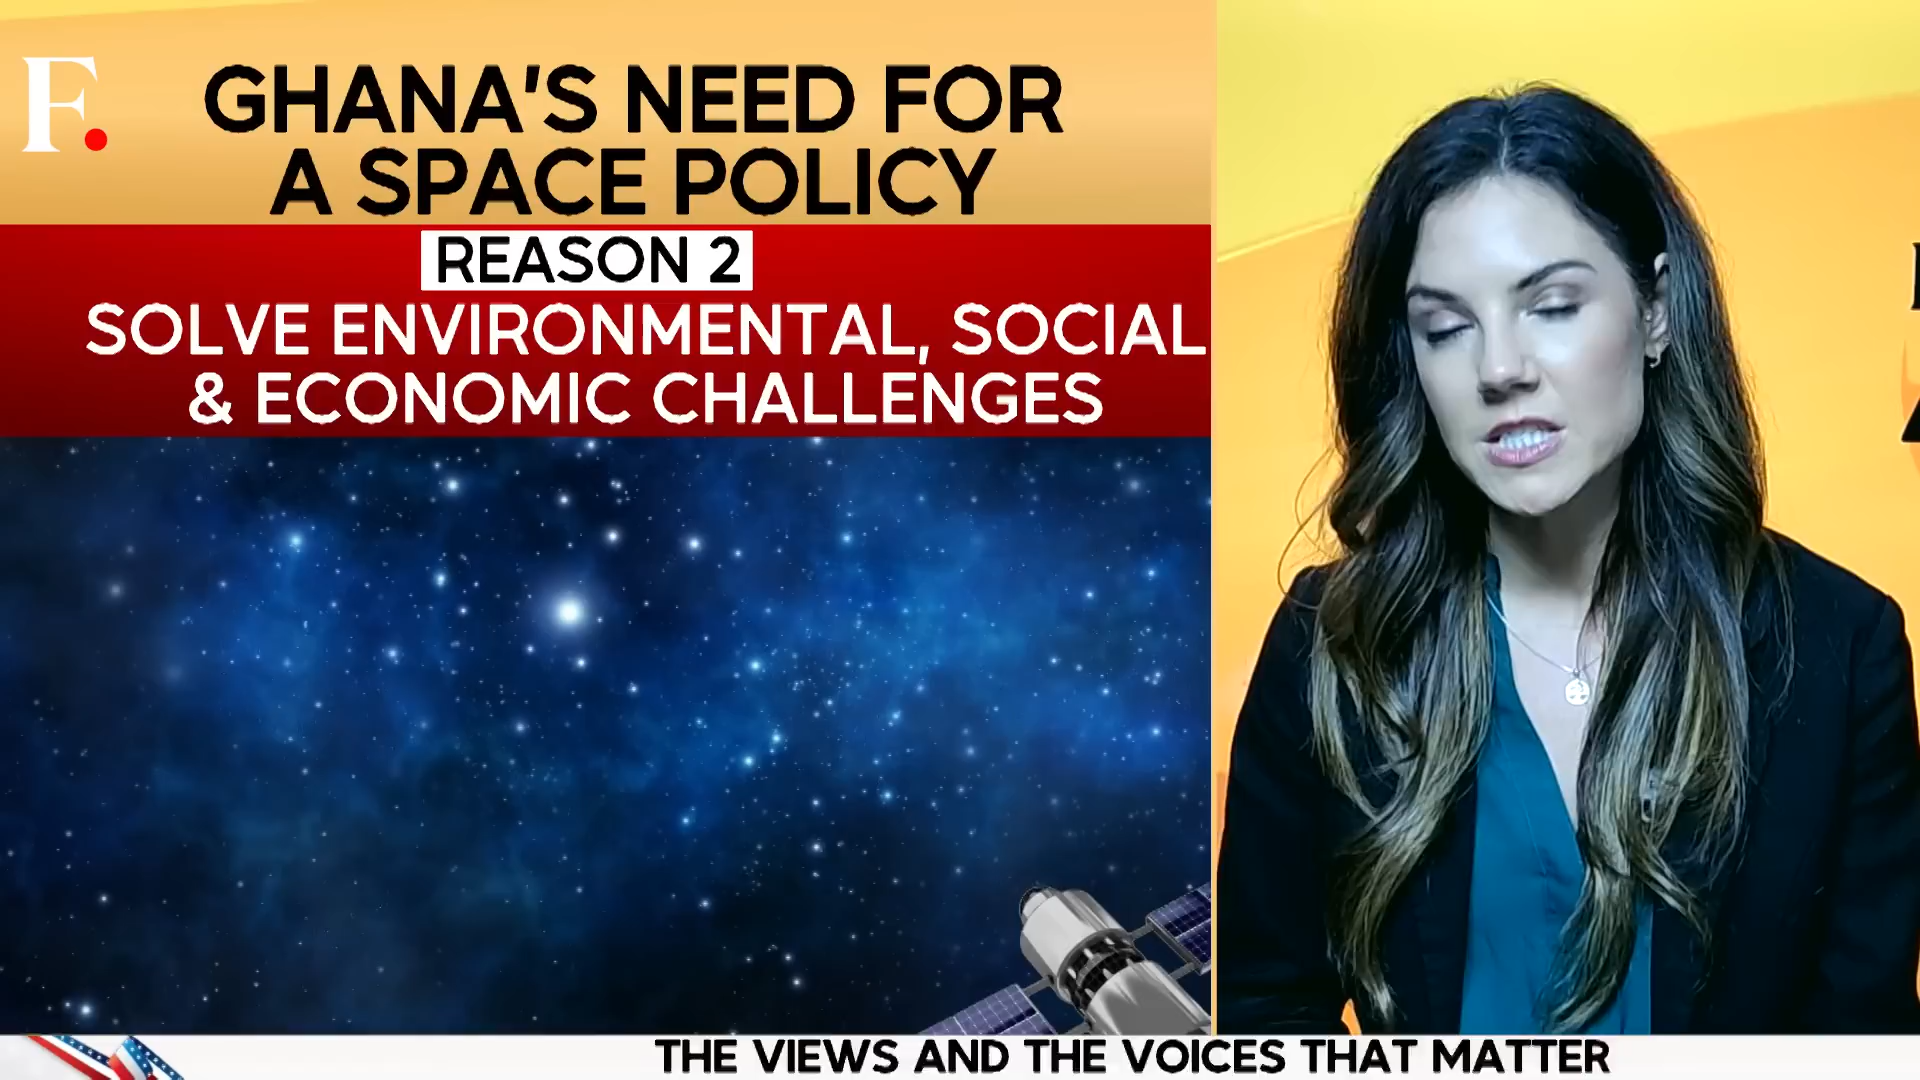 F.
GHANA'S NEED FOR
A SPACE POLICY
REASON 2
SOLVE ENVIRONMENTAL, SOCIAL
& ECONOMIC CHALLENGES
THE VIEWS AND THE VOICES THAT MATTER